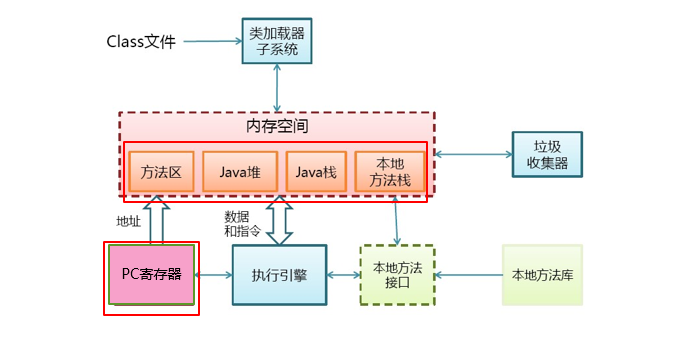 Class文件
类加载器
子系统
内存空间
方法区
Java堆
Java栈
本地
方法栈
垃圾
收集器
地址
数据
和指令
PC寄存器
执行引擎
本地方法
接口
本地方法库